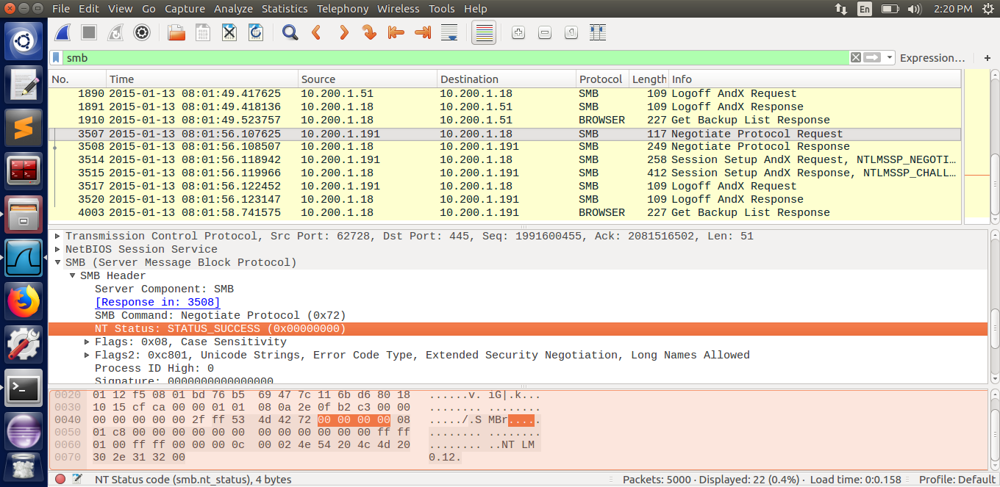 File Edit View Go Capture Analyze Statistics Telephony Wireless Tools Help En 2:20 PM
smb Expression… +
No. Time Source Destination Protocol Length Info
1890 2015-01-13 08:01:49.417625 10.200.1.51 10.200.1.18 SMB 109 Logoff AndX Request
1891 2015-01-13 08:01:49.418136 10.200.1.18 10.200.1.51 SMB 109 Logoff AndX Response
1910 2015-01-13 08:01:49.523757 10.200.1.18 10.200.1.51 BROWSER 227 Get Backup List Response
3507 2015-01-13 08:01:56.107625 10.200.1.191 10.200.1.18 SMB 117 Negotiate Protocol Request
3508 2015-01-13 08:01:56.108507 10.200.1.18 10.200.1.191 SMB 249 Negotiate Protocol Response
3514 2015-01-13 08:01:56.118942 10.200.1.191 10.200.1.18 SMB 258 Session Setup AndX Request, NTLMSSP_NEGOTI…
3515 2015-01-13 08:01:56.119966 10.200.1.18 10.200.1.191 SMB 412 Session Setup AndX Response, NTLMSSP_CHALL…
3517 2015-01-13 08:01:56.122452 10.200.1.191 10.200.1.18 SMB 109 Logoff AndX Request
3520 2015-01-13 08:01:56.123147 10.200.1.18 10.200.1.191 SMB 109 Logoff AndX Response
4003 2015-01-13 08:01:58.741575 10.200.1.18 10.200.1.191 BROWSER 227 Get Backup List Response
Transmission Control Protocol, Src Port: 62728, Dst Port: 445, Seq: 1991600455, Ack: 2081516502, Len: 51
NetBIOS Session Service
SMB (Server Message Block Protocol)
SMB Header
Server Component: SMB
[Response in: 3508]
SMB Command: Negotiate Protocol (0x72)
NT Status: STATUS_SUCCESS (0x00000000)
Flags: 0x08, Case Sensitivity
Flags2: 0xc801, Unicode Strings, Error Code Type, Extended Security Negotiation, Long Names Allowed
Process ID High: 0
Signature: 0000000000000000
0020 01 12 f5 08 01 bd 76 b5 69 47 7c 11 6b d6 80 18 ......v. iG|.k...
0030 10 15 cf ca 00 00 01 01 08 0a 2e 0f b2 c3 00 00 ........ ........
0040 00 00 00 00 00 2f ff 53 4d 42 72 00 00 00 00 08 ...../.S MBr.....
0050 01 c8 00 00 00 00 00 00 00 00 00 00 00 00 ff ff ........ ........
0060 01 00 ff ff 00 00 00 0c 00 02 4e 54 20 4c 4d 20 ........ ..NT LM
0070 30 2e 31 32 00 0.12.
NT Status code (smb.nt_status), 4 bytes Packets: 5000 · Displayed: 22 (0.4%) · Load time: 0:0.158 Profile: Default